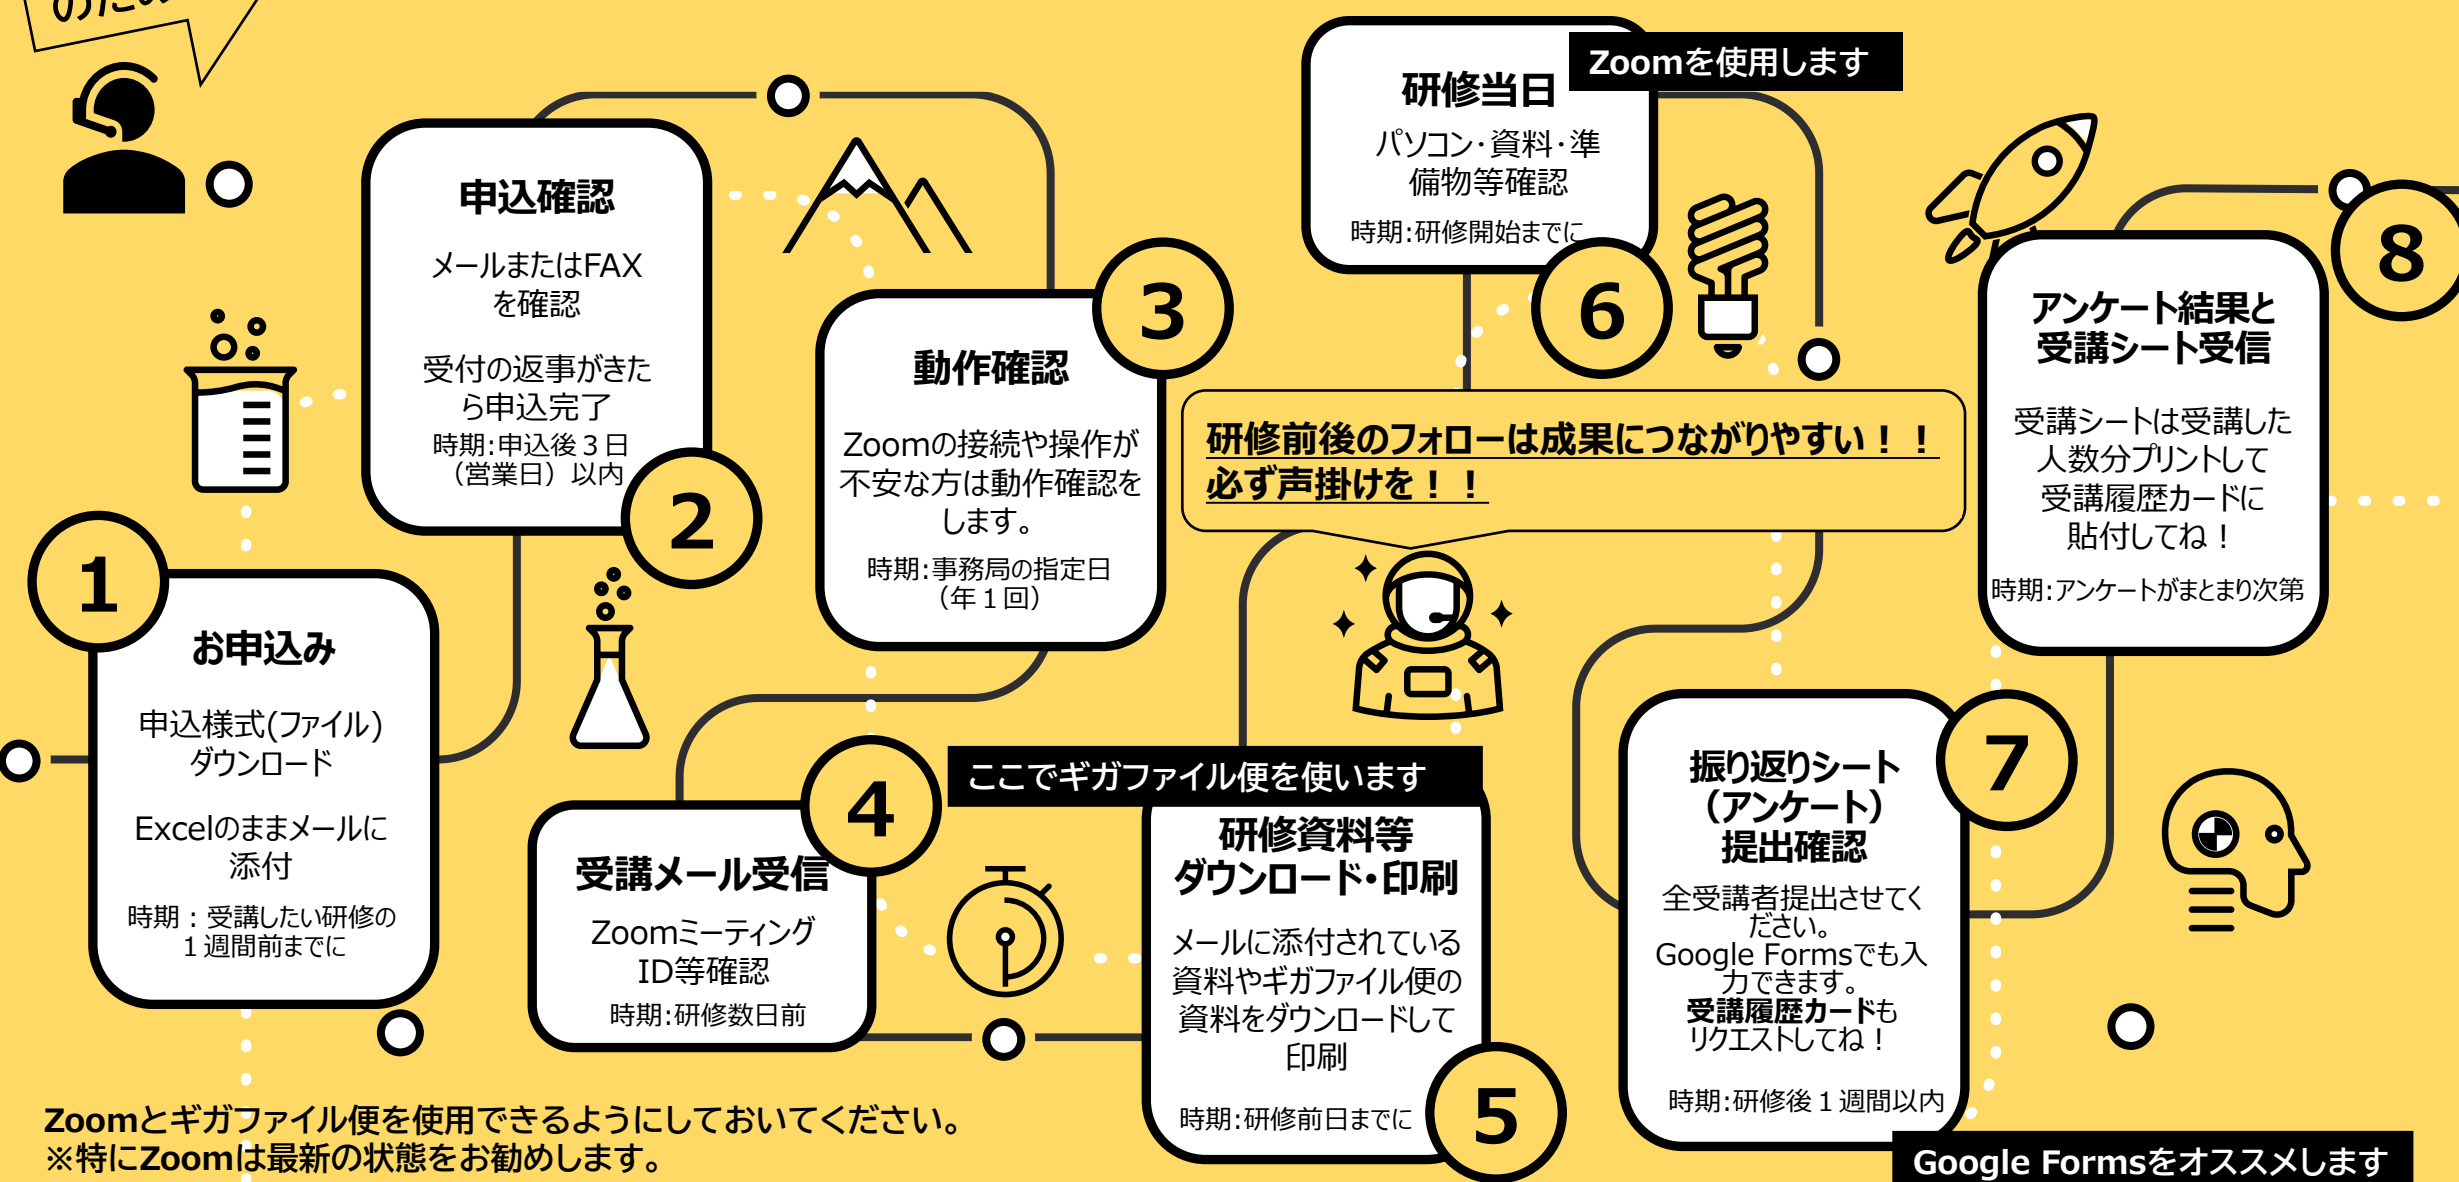 のため
1
お申込み
申込様式(ファイル)
ダウンロード
Excelのままメールに
添付
時期：受講したい研修の
１週間前までに
申込確認
メールまたはFAX
を確認
受付の返事がきた
ら申込完了
時期:申込後３日
（営業日）以内
2
3
動作確認
Zoomの接続や操作が
不安な方は動作確認を
します。
時期:事務局の指定日
（年１回）
4
受講メール受信
Zoomミーティング
ID等確認
時期:研修数日前
ここでギガファイル便を使います
研修資料等
ダウンロード・印刷
メールに添付されている
資料やギガファイル便の
資料をダウンロードして
印刷
時期:研修前日までに
5
Zoomを使用します
研修当日
パソコン・資料・準
備物等確認
時期:研修開始までに
6
研修前後のフォローは成果につながりやすい！！
必ず声掛けを！！
7
振り返りシート
（アンケート）
提出確認
全受講者提出させてく
ださい。
Google Formsでも入
力できます。
受講履歴カードも
リクエストしてね！
時期:研修後１週間以内
Google Formsをオススメします
8
アンケート結果と
受講シート受信
受講シートは受講した
人数分プリントして
受講履歴カードに
貼付してね！
時期:アンケートがまとまり次第
Zoomとギガファイル便を使用できるようにしておいてください。
※特にZoomは最新の状態をお勧めします。